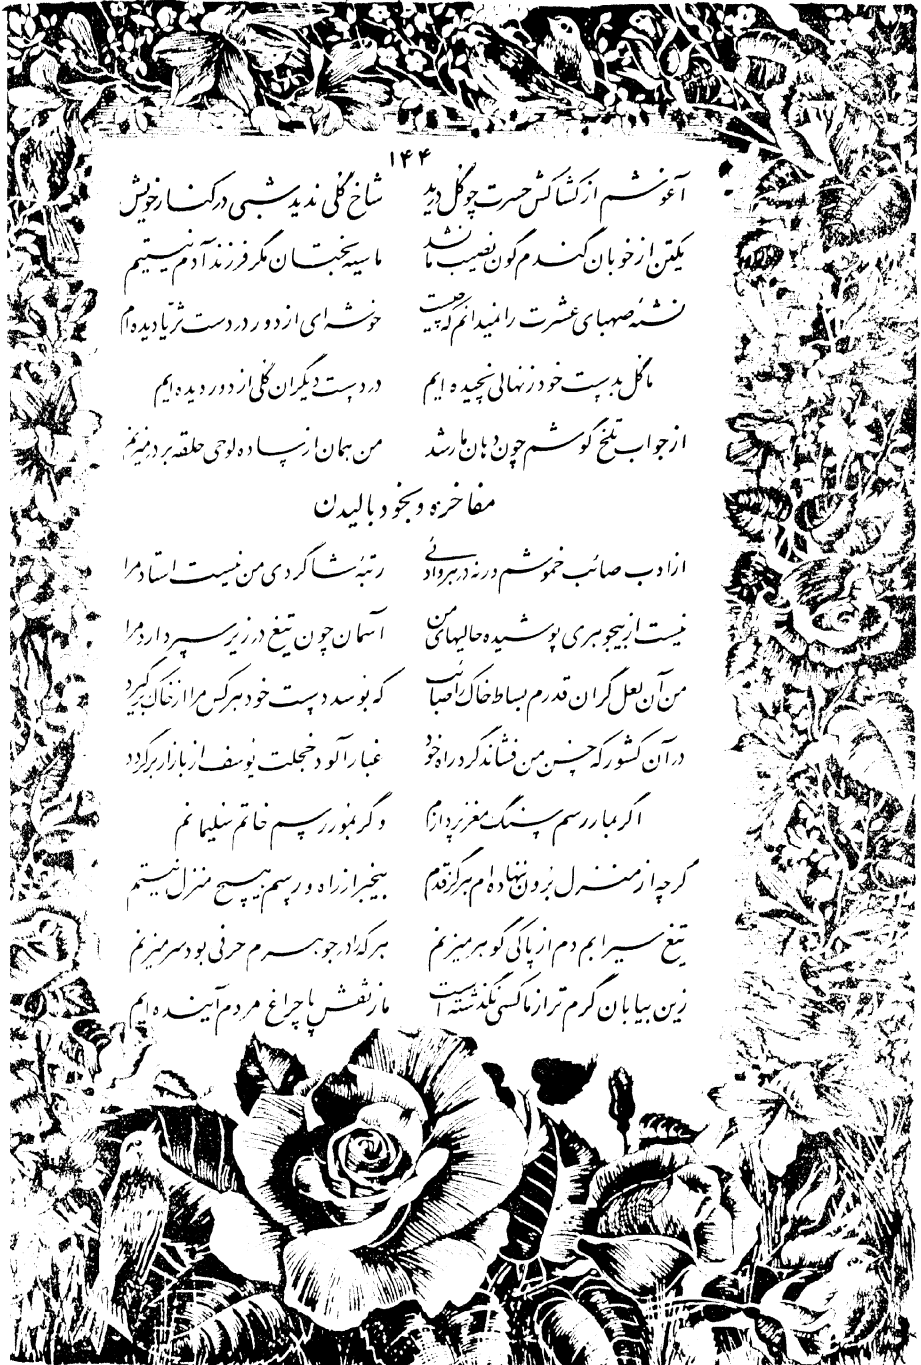 ۱۴۴
آغوشم از کشاکش حسرت چو گل درید شاخ گلی ندید شبی در کنار خویش
یکتن از خوبان گندم گون نصیب ما نشد ما سیه بختان مگر فرزند آدم نیستیم
نشئه صهبای عشرت را نمیدانم که چیست خوشه ای از دور در دست ثریا دیده ام
ما گل بدست خود ز نهالی نچیده ایم در دست دیگران گلی از دور دیده ایم
از جواب تلخ گوشم چون دهان مار شد من همان از ساده لوحی حلقه بر در میزنم
مفاخره و بخود بالیدن
از ادب صائب خموشم ورنه در هر وادئی رتبه شاگردی من نیست استاد مرا
نیست از بیجوهری پوشیده حالیهای من آسمان چون تیغ در زیر سپر دارد مرا
من آن لعل گران قدرم بساط خاک را صائب که بوسد دست خود هر کس مرا از خاک برگیرد
در آن کشور که حسن من فشاند گرد راه خود غبار آلود خجلت یوسف از بازار برگردد
اگر بمار رسم سنگ مغز پردازم وگر بمور رسم خاتم سلیمانم
گرچه از منزل برون ننهاده ام هرگز قدم بیخبر از راه و رسم هیچ منزل نیستم
تیغ سیرابم دم از پاکی گوهر میزنم هر که را در جوهرم حرفی بود سر میزنم
زین بیابان گرم تر از ما کسی نگذشته است ما ز نقش پا چراغ مردم آینده ایم